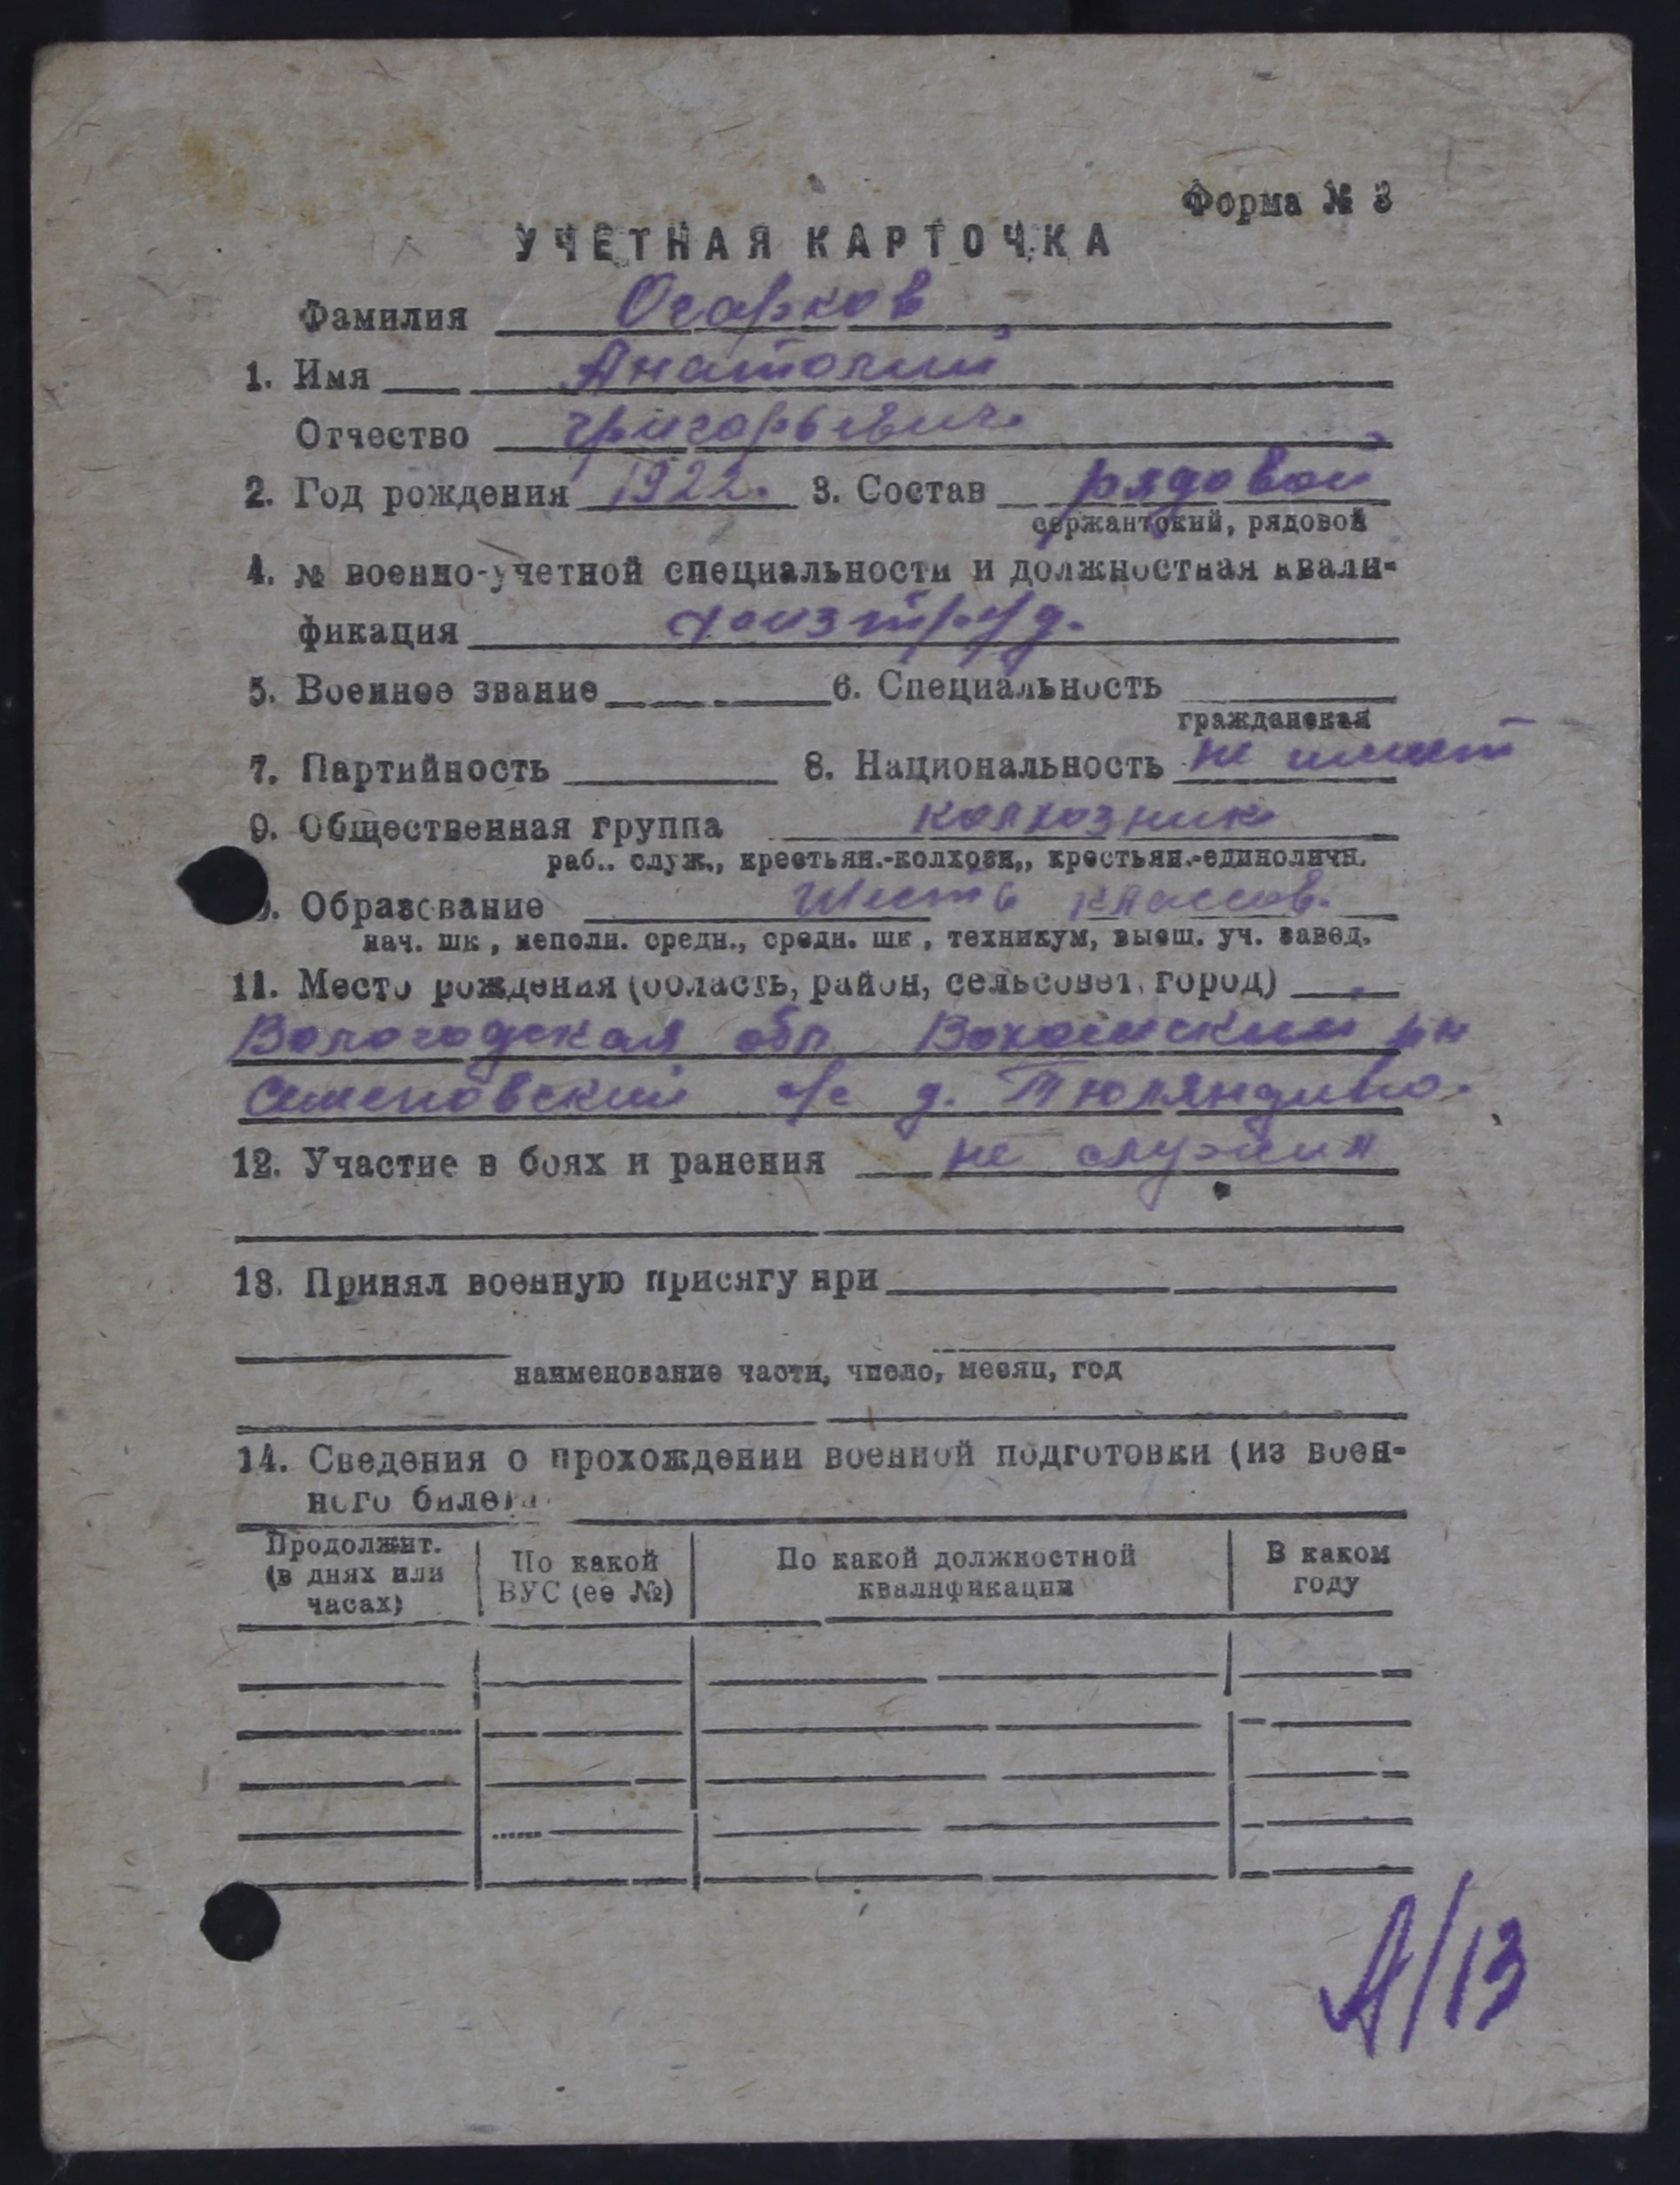 Форма № 3
УЧЕТНАЯ КАРТОЧКА
Фамилия Огарков
1. Имя Анатолий
Отчество Григорьевич
2. Год рождения 1922. 3. Состав рядовой
сержантский, рядовой
4. № военно-учетной специальности и должностная квали-
фикация
5. Военное звание 6. Специальность
гражданская
7. Партийность 8. Национальность не имеет
9. Общественная группа колхозник
раб., служ., крестьян.-колхозн., крестьян.-единоличн.
Образование Шесть классов.
нач. шк., неполн. средн., средн. шк., техникум, высш. уч. завед.
11. Место рождения (область, район, сельсовет, город)
Вологодская обл Вохомский рн
Семеновский с/с д. Тюляндино.
12. Участие в боях и ранения не служил
13. Принял военную присягу при
наименование части, число, месяц, год
14. Сведения о прохождении военной подготовки (из воен-
ного билета
Продолжит. (в днях или часах) По какой ВУС (ее №) По какой должностной квалификации В каком году
А/13